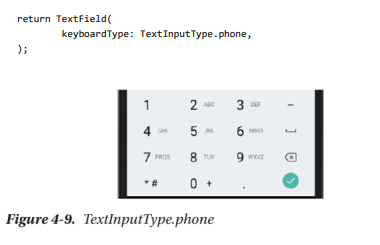 return TextField(
keyboardType: TextInputType.phone,
);
1 2 ABC 3 DEF -
4 GHI 5 JKL 6 MNO
7 PQRS 8 TUV 9 WXYZ
*# 0 + .
Figure 4-9. TextInputType.phone